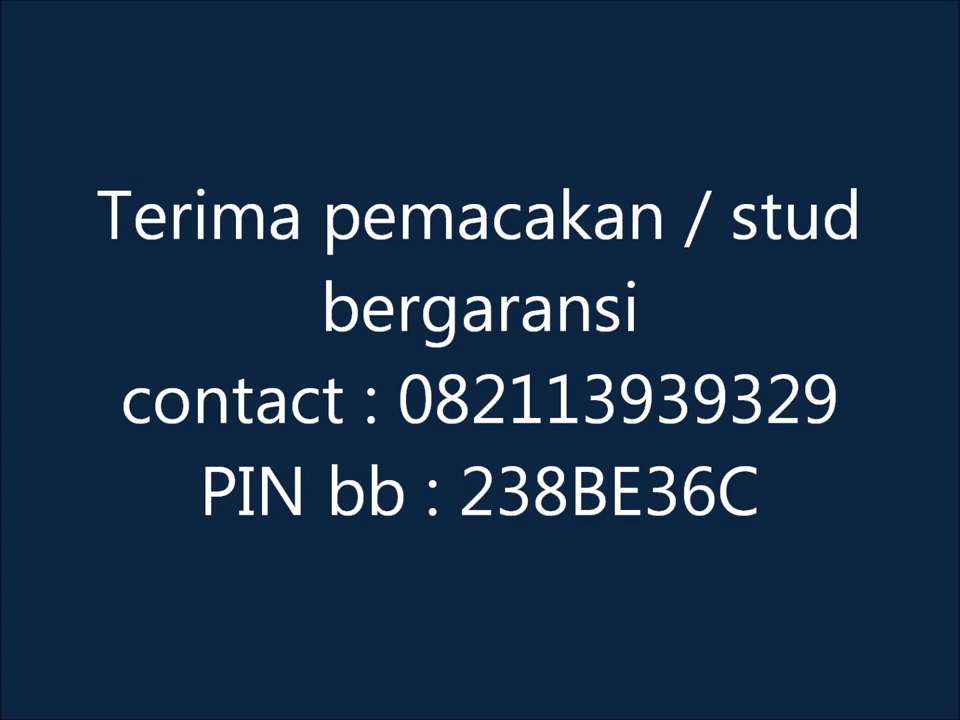 Terima pemacakan / stud
bergaransi
contact : 082113939329
PIN bb : 238BE36C